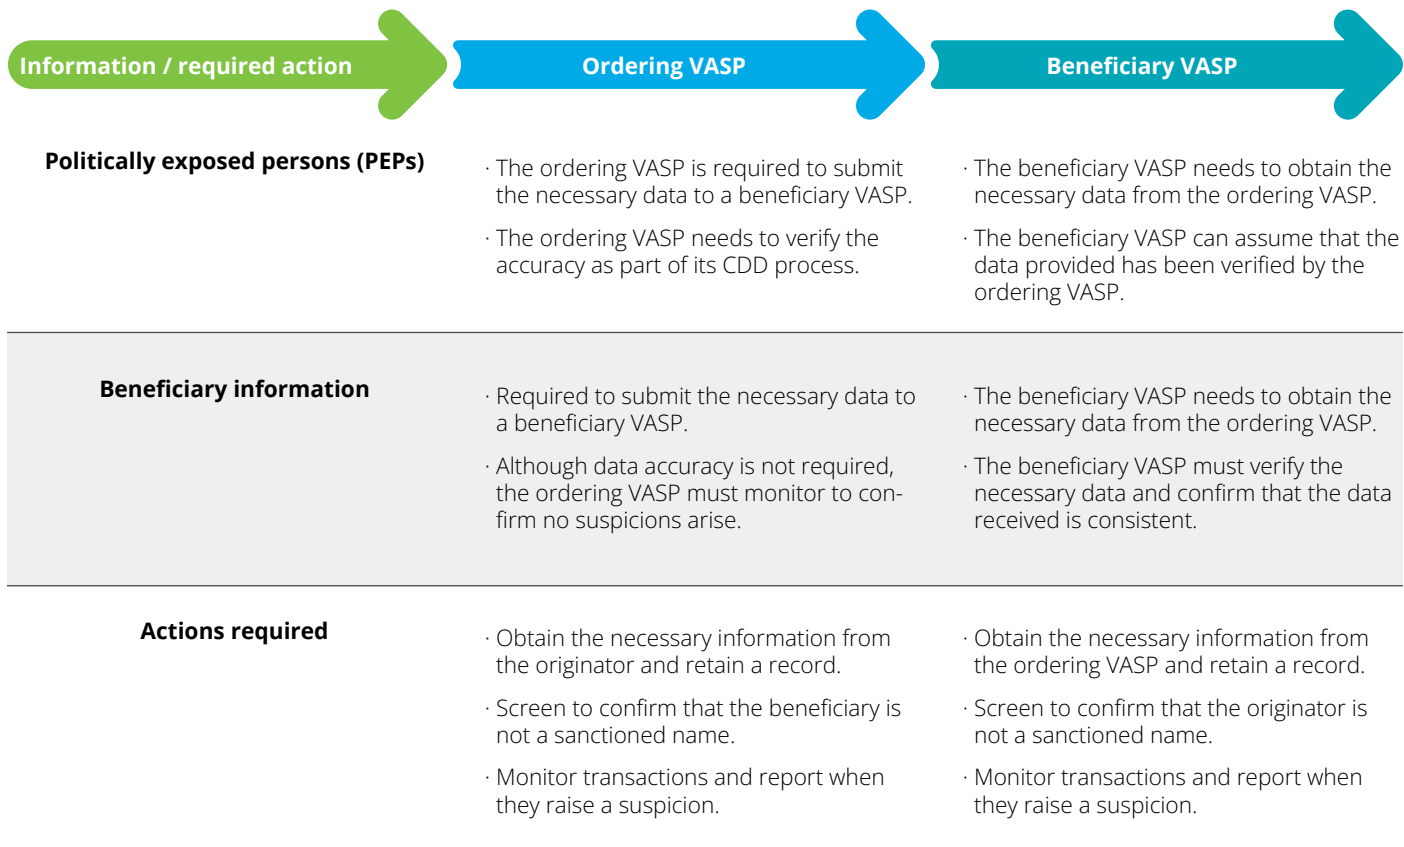 Information / required action
Ordering VASP
Beneficiary VASP
Politically exposed persons (PEPs)
· The ordering VASP is required to submit
the necessary data to a beneficiary VASP.
· The ordering VASP needs to verify the
accuracy as part of its CDD process.
· The beneficiary VASP needs to obtain the
necessary data from the ordering VASP.
· The beneficiary VASP can assume that the
data provided has been verified by the
ordering VASP.
Beneficiary information
· Required to submit the necessary data to
a beneficiary VASP.
· Although data accuracy is not required,
the ordering VASP must monitor to con-
firm no suspicions arise.
· The beneficiary VASP needs to obtain the
necessary data from the ordering VASP.
· The beneficiary VASP must verify the
necessary data and confirm that the data
received is consistent.
Actions required
· Obtain the necessary information from
the originator and retain a record.
· Screen to confirm that the beneficiary is
not a sanctioned name.
· Monitor transactions and report when
they raise a suspicion.
· Obtain the necessary information from
the ordering VASP and retain a record.
· Screen to confirm that the originator is
not a sanctioned name.
· Monitor transactions and report when
they raise a suspicion.